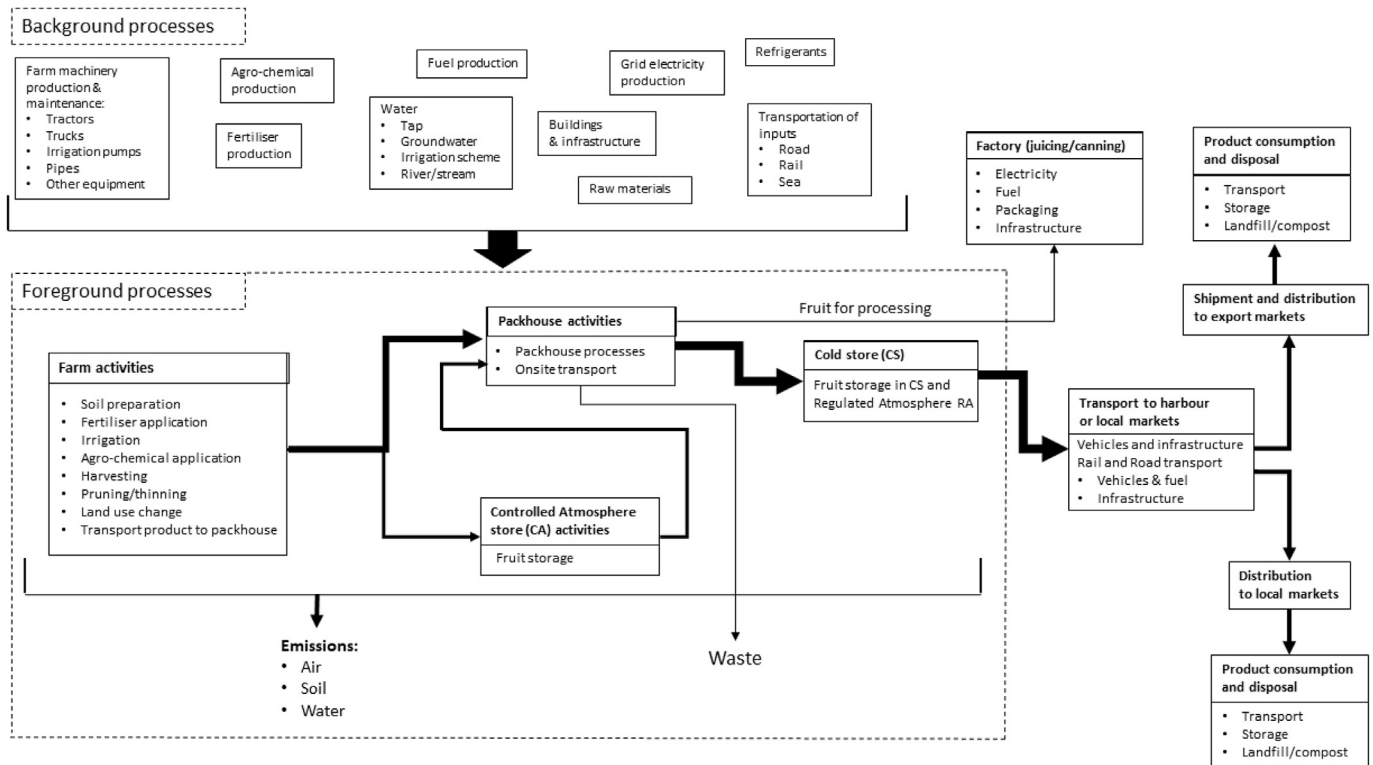 Background processes
Farm machinery
production &
maintenance:
• Tractors
• Trucks
• Irrigation pumps
• Pipes
• Other equipment
Agro-chemical
production
Fertiliser
production
Fuel production
Water
• Tap
• Groundwater
• Irrigation scheme
• River/stream
Grid electricity
production
Buildings
& infrastructure
Raw materials
Refrigerants
Transportation of
inputs
• Road
• Rail
• Sea
Factory (juicing/canning)
• Electricity
• Fuel
• Packaging
• Infrastructure
Product consumption
and disposal
• Transport
• Storage
• Landfill/compost
Shipment and distribution
to export markets
Foreground processes
Farm activities
• Soil preparation
• Fertiliser application
• Irrigation
• Agro-chemical application
• Harvesting
• Pruning/thinning
• Land use change
• Transport product to packhouse
Packhouse activities
• Packhouse processes
• Onsite transport
Fruit for processing
Controlled Atmosphere
store (CA) activities
Fruit storage
Cold store (CS)
Fruit storage in CS and
Regulated Atmosphere RA
Transport to harbour
or local markets
Vehicles and infrastructure
Rail and Road transport
• Vehicles & fuel
• Infrastructure
Emissions:
• Air
• Soil
• Water
Waste
Distribution
to local markets
Product consumption
and disposal
• Transport
• Storage
• Landfill/compost